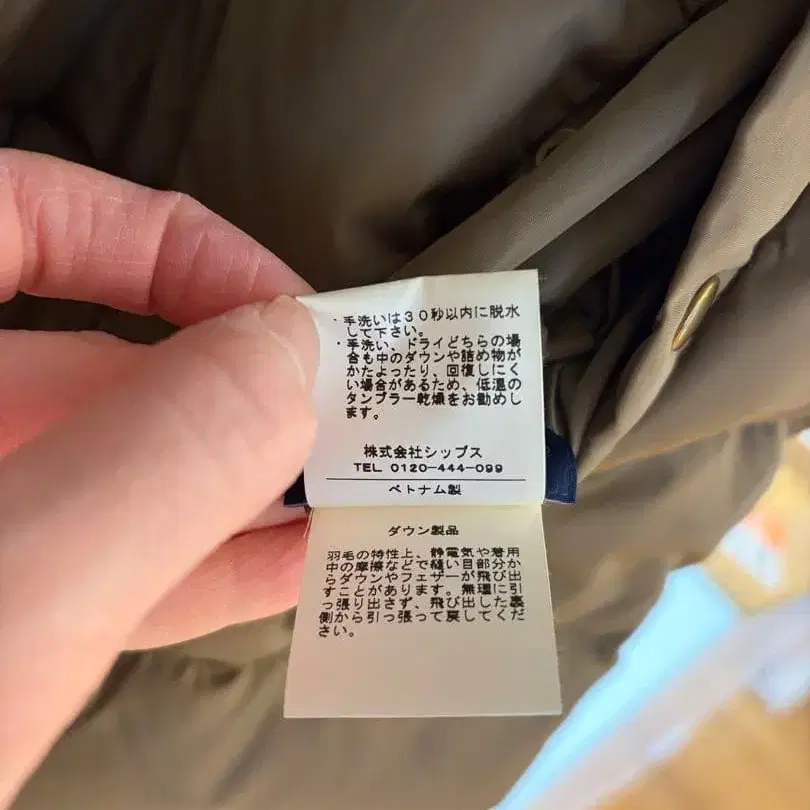 ・手洗いは30秒以内に脱水
して下さい。
・手洗い、ドライどちらの場
合も中のダウンや詰め物が
かたよったり、回復しにく
い場合があるため、低温の
タンブラー乾燥をお勧めし
ます。
株式会社シップス
TEL 0120-444-099
ベトナム製
ダウン製品
羽毛の特性上、静電気や着用
中の摩擦などで縫い目部分か
らダウンやフェザーが飛び出
すことがあります。無理に引
っ張り出さず、飛び出した裏
側から引っ張って戻してくだ
さい。